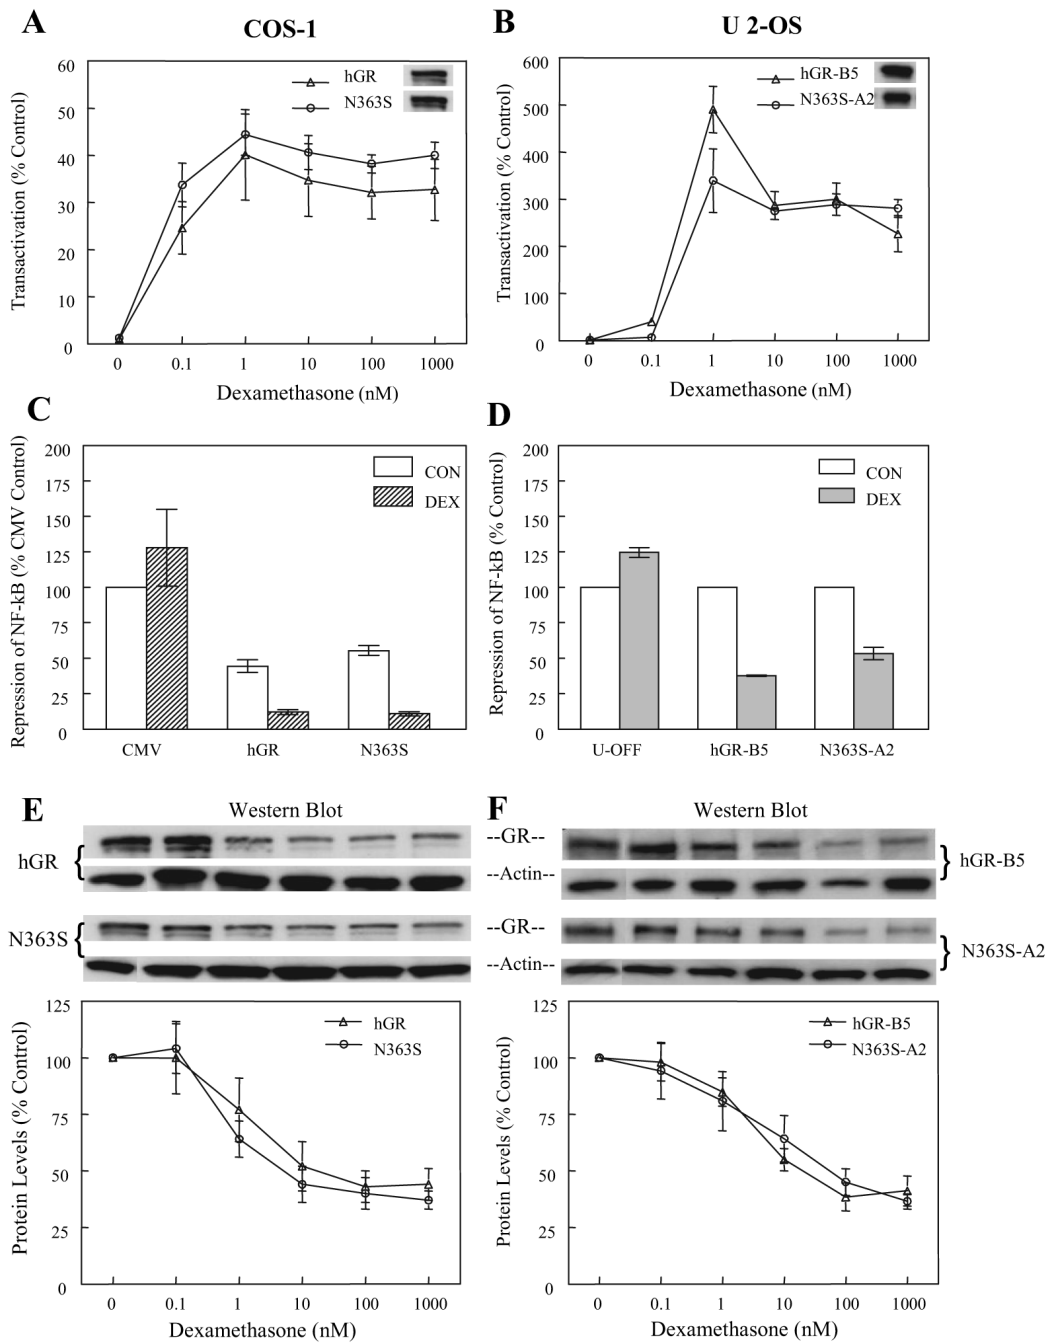 A
COS-1
B
U 2-OS
Transactivation (% Control)
60
50
40
30
20
10
0
hGR
N363S
0 0.1 1 10 100 1000
Dexamethasone (nM)
Transactivation (% Control)
600
500
400
300
200
100
0
hGR-B5
N363S-A2
0 0.1 1 10 100 1000
Dexamethasone (nM)
C
Repression of NF-kB (% CMV Control)
200
175
150
125
100
75
50
25
0
CON
DEX
CMV hGR N363S
D
Repression of NF-kB (% Control)
200
175
150
125
100
75
50
25
0
CON
DEX
U-OFF hGR-B5 N363S-A2
E
Western Blot
hGR
N363S
F
Western Blot
--GR--
--Actin--
hGR-B5
--GR--
--Actin--
N363S-A2
Protein Levels (% Control)
125
100
75
50
25
0
hGR
N363S
0 0.1 1 10 100 1000
Dexamethasone (nM)
Protein Levels (% Control)
125
100
75
50
25
0
hGR-B5
N363S-A2
0 0.1 1 10 100 1000
Dexamethasone (nM)